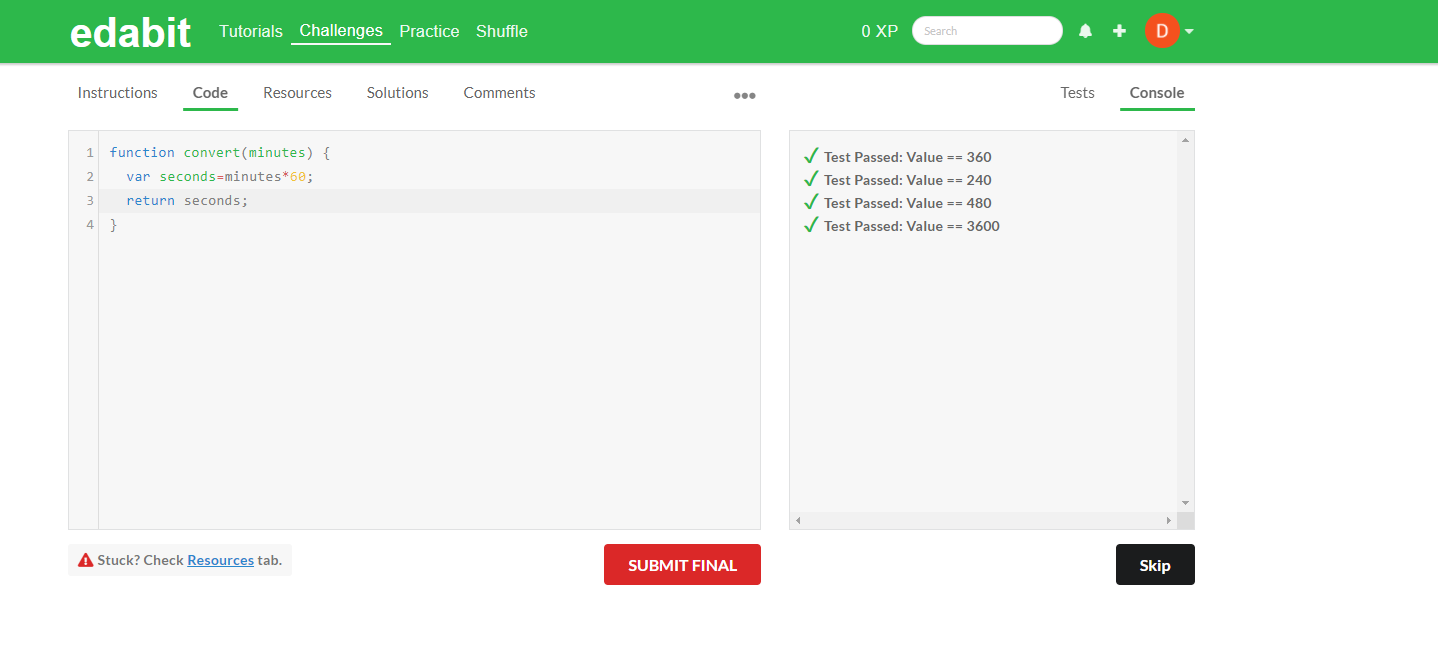 edabit Tutorials Challenges Practice Shuffle 0 XP Search D
Instructions Code Resources Solutions Comments Tests Console
1 function convert(minutes) {
2 var seconds=minutes*60;
3 return seconds;
4 }
Test Passed: Value == 360
Test Passed: Value == 240
Test Passed: Value == 480
Test Passed: Value == 3600
Stuck? Check Resources tab. SUBMIT FINAL Skip